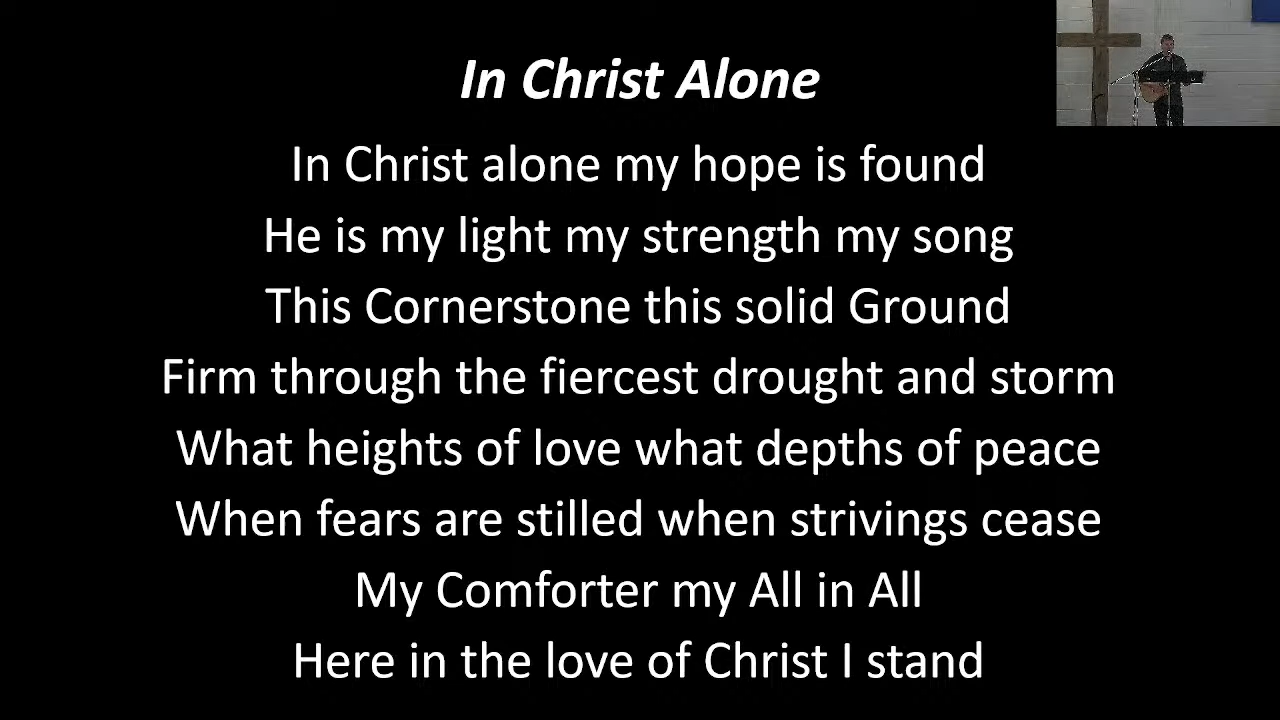 In Christ Alone
In Christ alone my hope is found
He is my light my strength my song
This Cornerstone this solid Ground
Firm through the fiercest drought and storm
What heights of love what depths of peace
When fears are stilled when strivings cease
My Comforter my All in All
Here in the love of Christ I stand